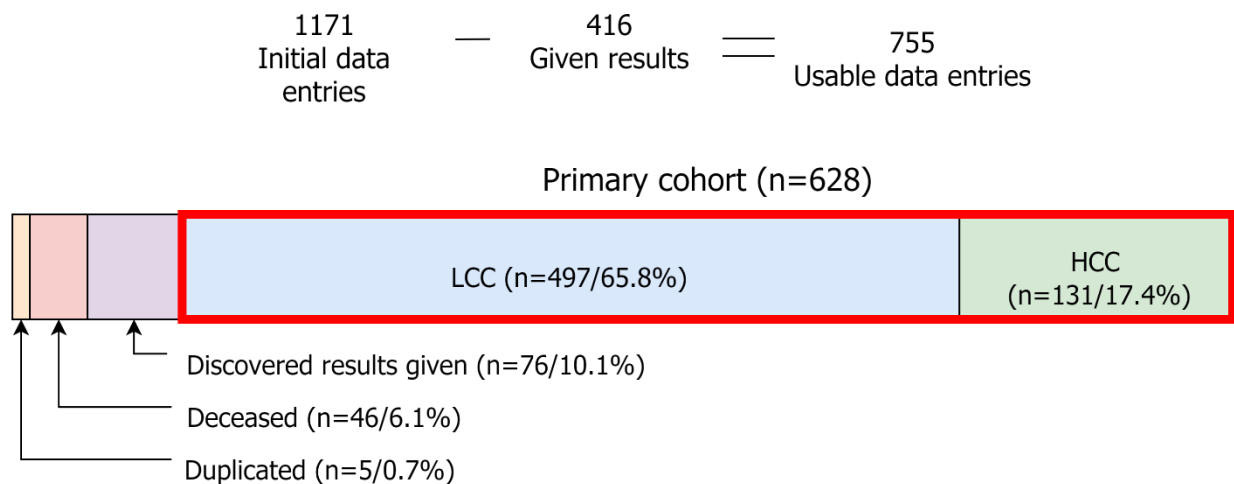 1171
Initial data
entries
416
Given results
755
Usable data entries
Primary cohort (n=628)
LCC (n=497/65.8%)
HCC
(n=131/17.4%)
Discovered results given (n=76/10.1%)
Deceased (n=46/6.1%)
Duplicated (n=5/0.7%)